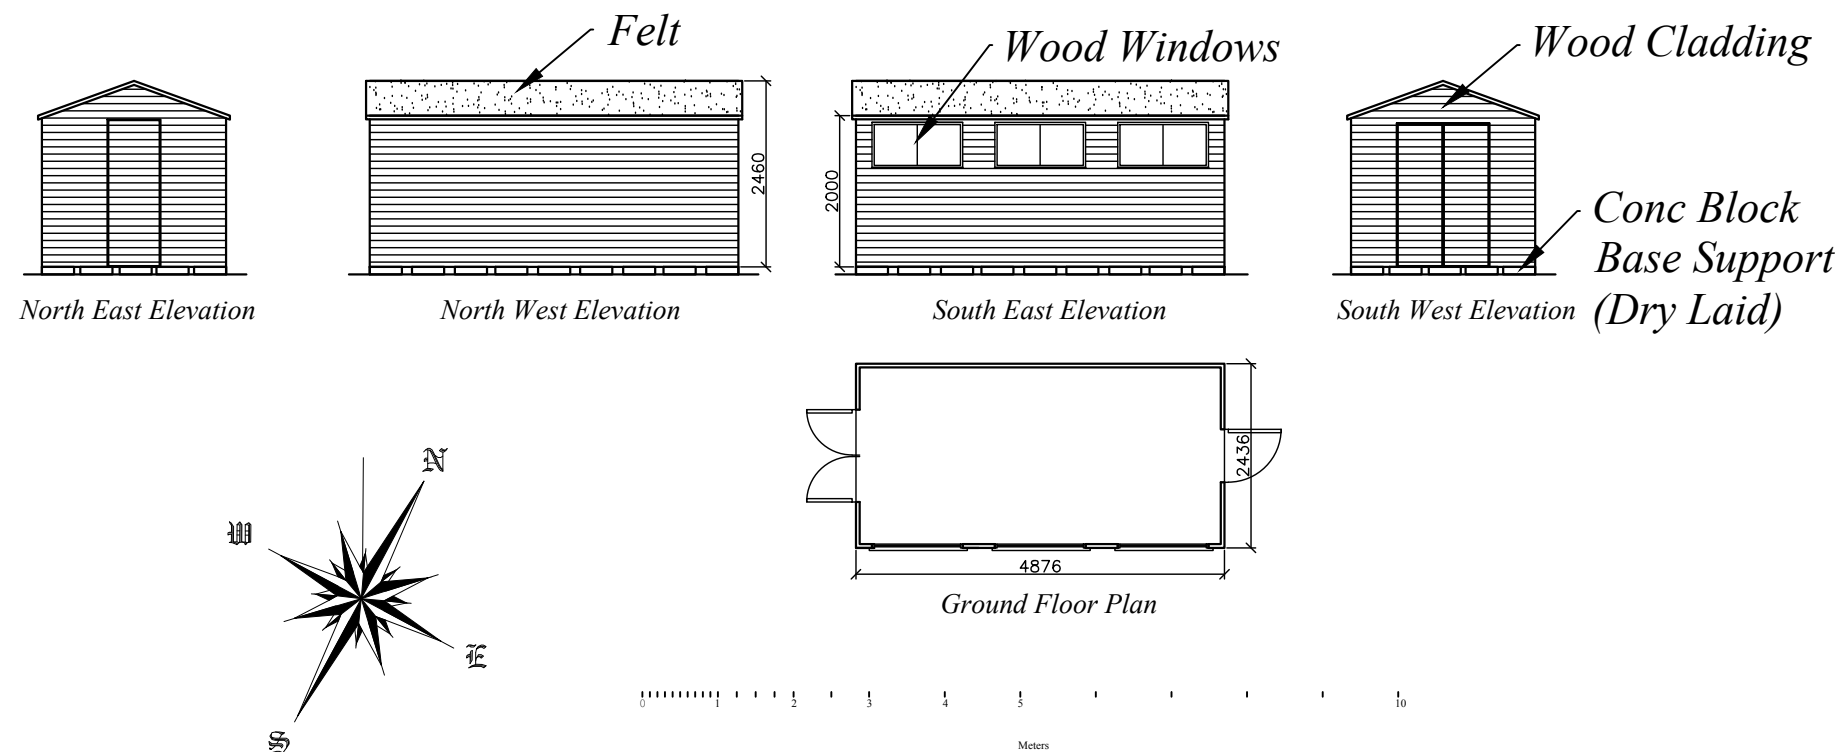 Felt
Wood Windows
Wood Cladding
2460
2000
Conc Block
Base Support
(Dry Laid)
North East Elevation
North West Elevation
South East Elevation
South West Elevation
2436
4876
Ground Floor Plan
N
W
E
S
0 1 2 3 4 5 10
Meters